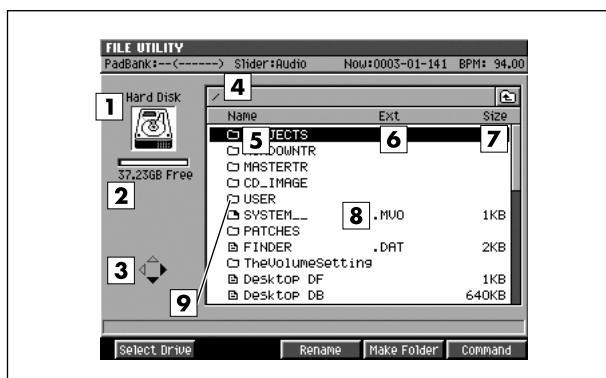 FILE UTILITY
PadBank:--(------) Slider:Audio Now:0003-01-141 BPM: 94.00
1 Hard Disk
4 /
Name Ext Size
5 6 7
MASTERTR
CD_IMAGE
USER
SYSTEM__ 8 .MVO 1KB
PATCHES
FINDER .DAT 2KB
TheVolumeSetting
Desktop DF 1KB
Desktop DB 640KB
37.23GB Free
2
3
9
Select Drive Rename Make Folder Command